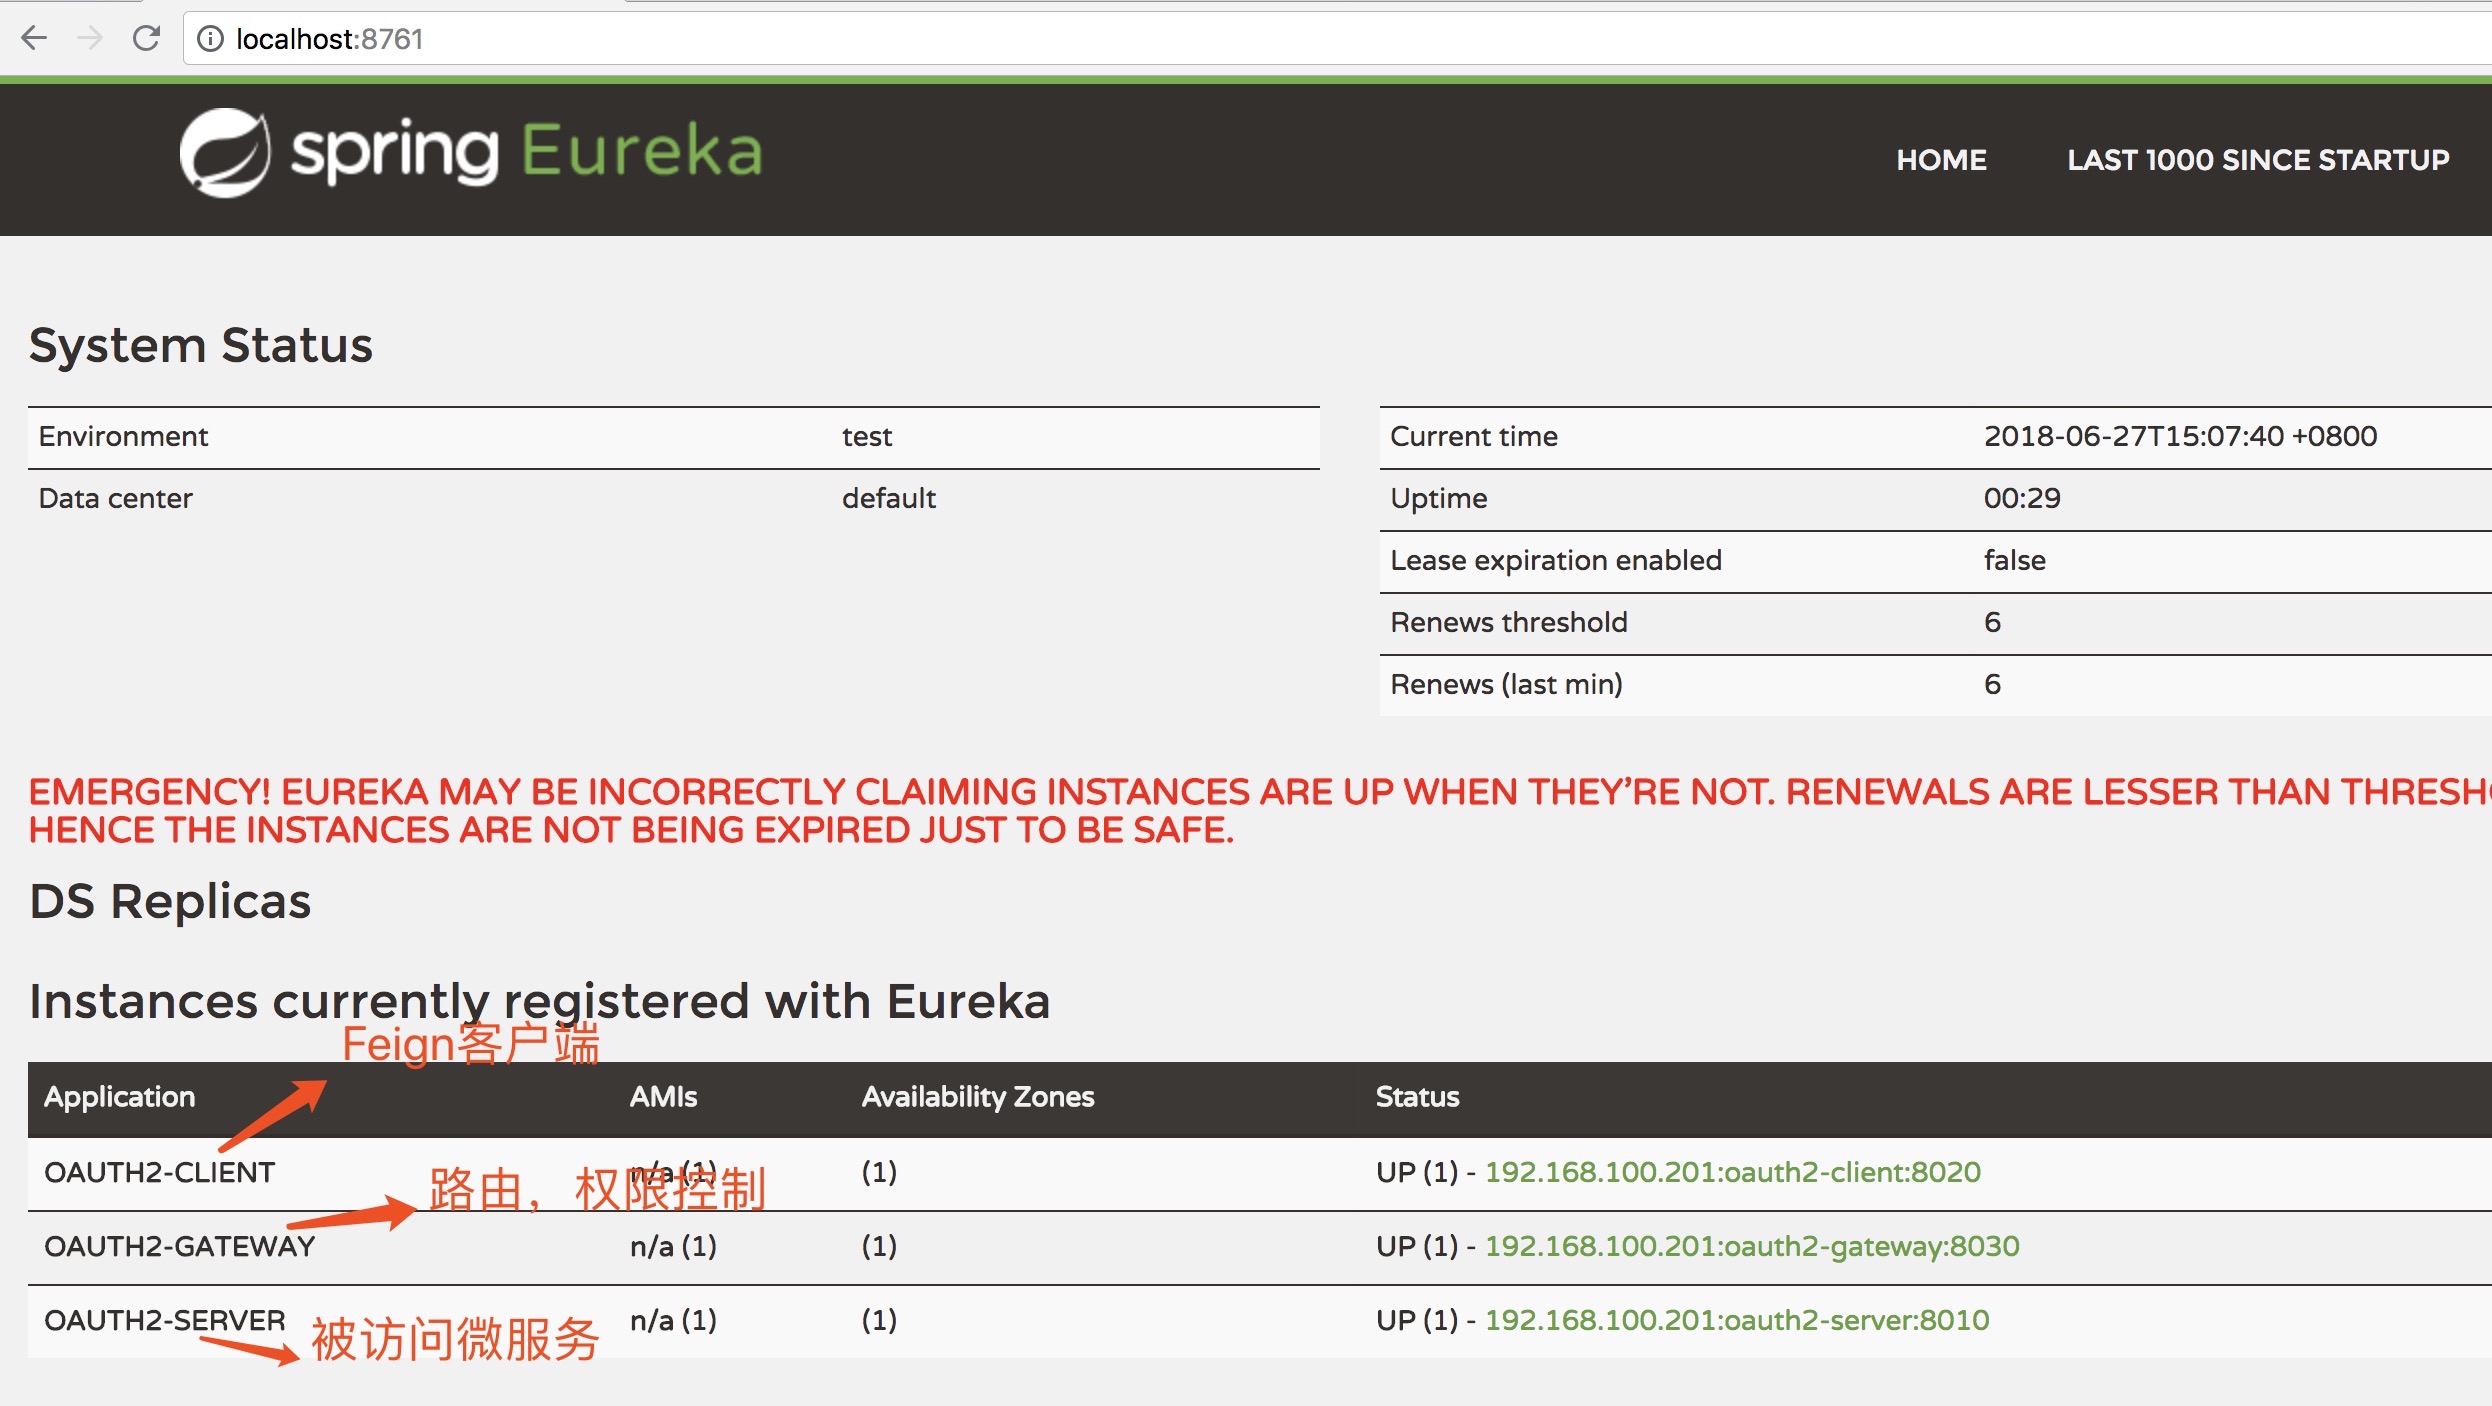 localhost:8761
spring Eureka
HOME LAST 1000 SINCE STARTUP
System Status
Environment test
Data center default
Current time 2018-06-27T15:07:40 +0800
Uptime 00:29
Lease expiration enabled false
Renews threshold 6
Renews (last min) 6
EMERGENCY! EUREKA MAY BE INCORRECTLY CLAIMING INSTANCES ARE UP WHEN THEY’RE NOT. RENEWALS ARE LESSER THAN
HENCE THE INSTANCES ARE NOT BEING EXPIRED JUST TO BE SAFE.
DS Replicas
Instances currently registered with Eureka
Feign客户端
Application AMIs Availability Zones Status
OAUTH2-CLIENT n/a (1) (1) UP (1) - 192.168.100.201:oauth2-client:8020
路由，权限控制
OAUTH2-GATEWAY n/a (1) (1) UP (1) - 192.168.100.201:oauth2-gateway:8030
OAUTH2-SERVER n/a (1) (1) UP (1) - 192.168.100.201:oauth2-server:8010
被访问微服务